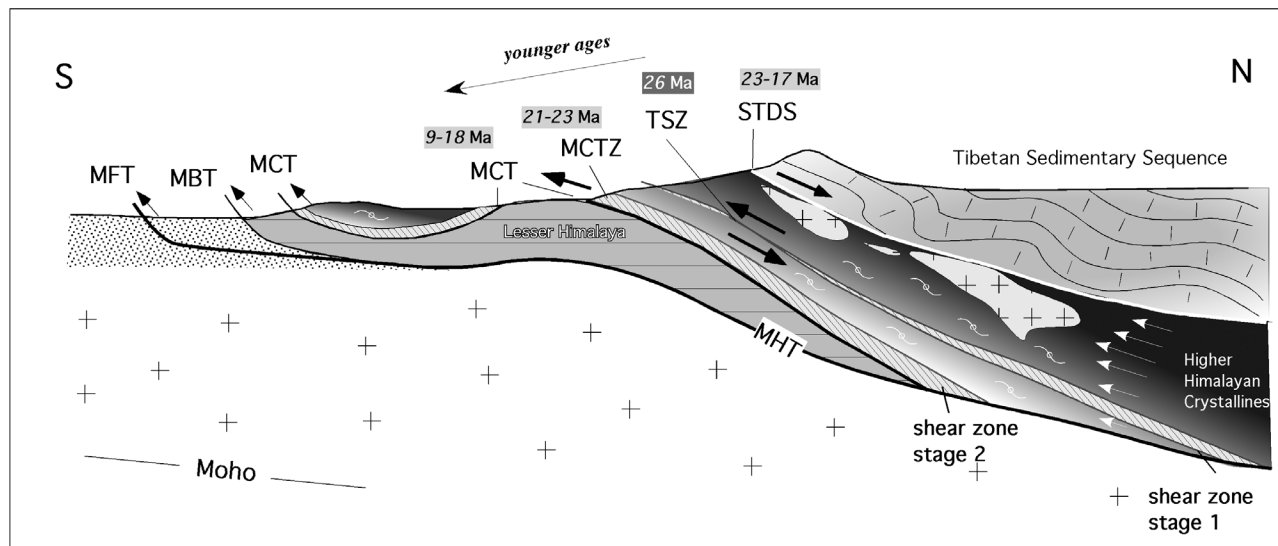 younger ages
S
N
26 Ma
23-17 Ma
21-23 Ma
TSZ
STDS
9-18 Ma
MCTZ
MCT
MCT
MBT
MFT
Tibetan Sedimentary Sequence
Lesser Himalaya
MHT
Higher
Himalayan
Crystallines
shear zone
stage 2
Moho
shear zone
stage 1